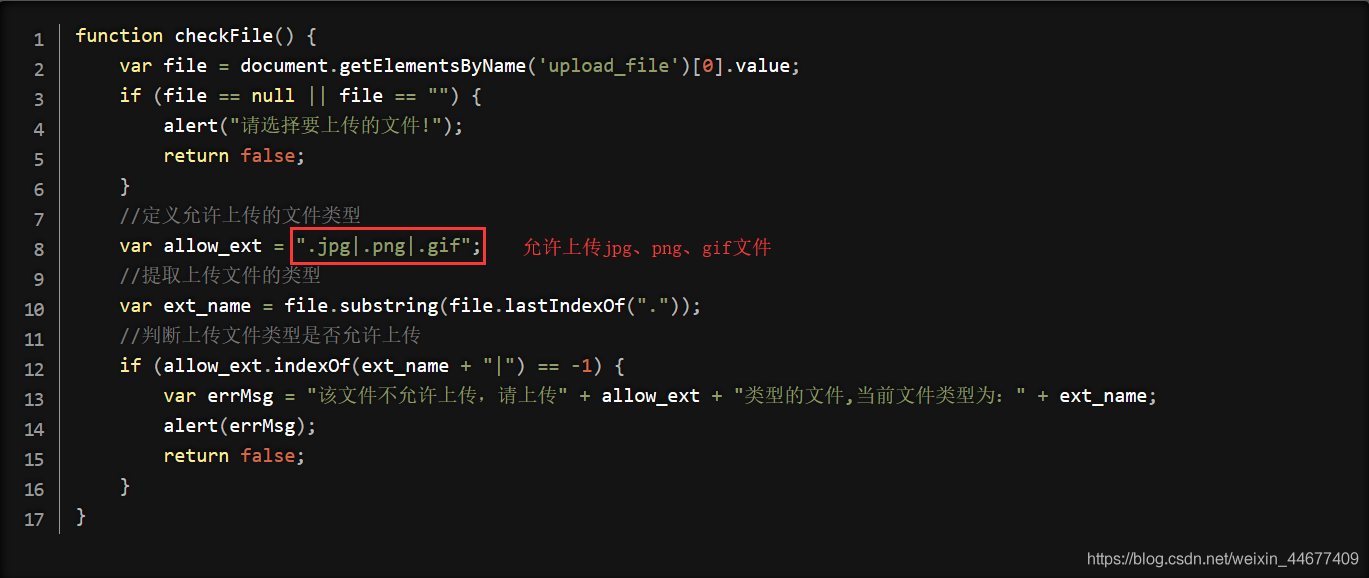 1 function checkFile() {
2 var file = document.getElementsByName('upload_file')[0].value;
3 if (file == null || file == "") {
4 alert("请选择要上传的文件!");
5 return false;
6 }
7 //定义允许上传的文件类型
8 var allow_ext = ".jpg|.png|.gif"; 允许上传jpg、png、gif文件
9 //提取上传文件的类型
10 var ext_name = file.substring(file.lastIndexOf("."));
11 //判断上传文件类型是否允许上传
12 if (allow_ext.indexOf(ext_name + "|") == -1) {
13 var errMsg = "该文件不允许上传，请上传" + allow_ext + "类型的文件,当前文件类型为：" + ext_name;
14 alert(errMsg);
15 return false;
16 }
17 }
https://blog.csdn.net/weixin_44677409